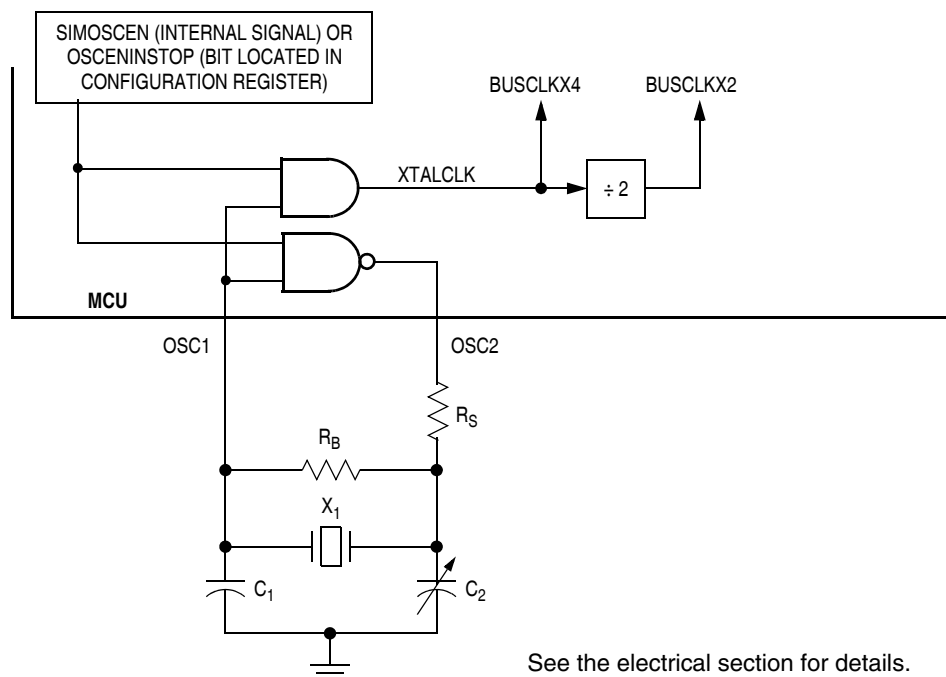 SIMOSCEN (INTERNAL SIGNAL) OR
OSCENINSTOP (BIT LOCATED IN
CONFIGURATION REGISTER)
BUSCLKX4
BUSCLKX2
XTALCLK
÷ 2
MCU
OSC1
OSC2
RS
RB
X1
C1
C2
See the electrical section for details.